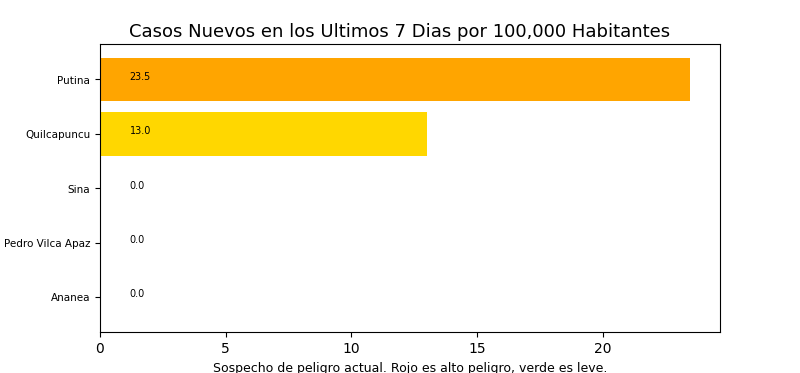 Casos Nuevos en los Ultimos 7 Dias por 100,000 Habitantes
Putina 23.5
Quilcapuncu 13.0
Sina 0.0
Pedro Vilca Apaz 0.0
Ananea 0.0
0 5 10 15 20
Sospecho de peligro actual. Rojo es alto peligro, verde es leve.